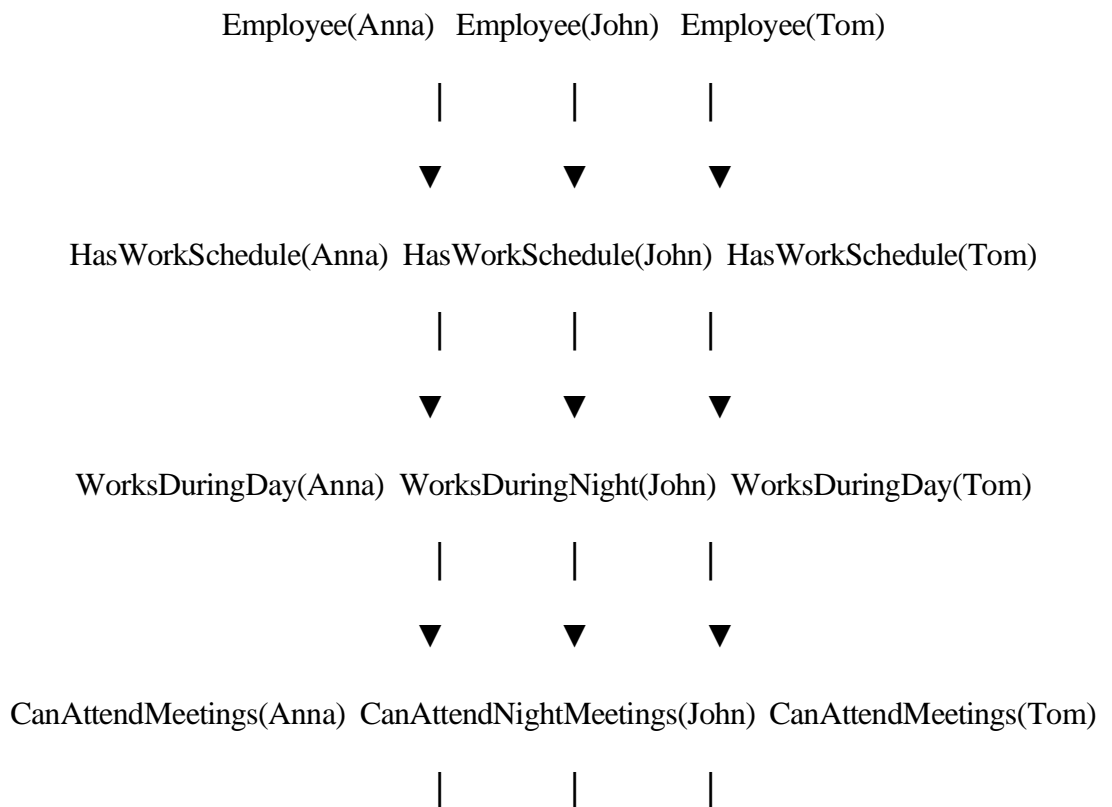 Employee(Anna) Employee(John) Employee(Tom)
| | |
▼ ▼ ▼
HasWorkSchedule(Anna) HasWorkSchedule(John) HasWorkSchedule(Tom)
| | |
▼ ▼ ▼
WorksDuringDay(Anna) WorksDuringNight(John) WorksDuringDay(Tom)
| | |
▼ ▼ ▼
CanAttendMeetings(Anna) CanAttendNightMeetings(John) CanAttendMeetings(Tom)
| | |